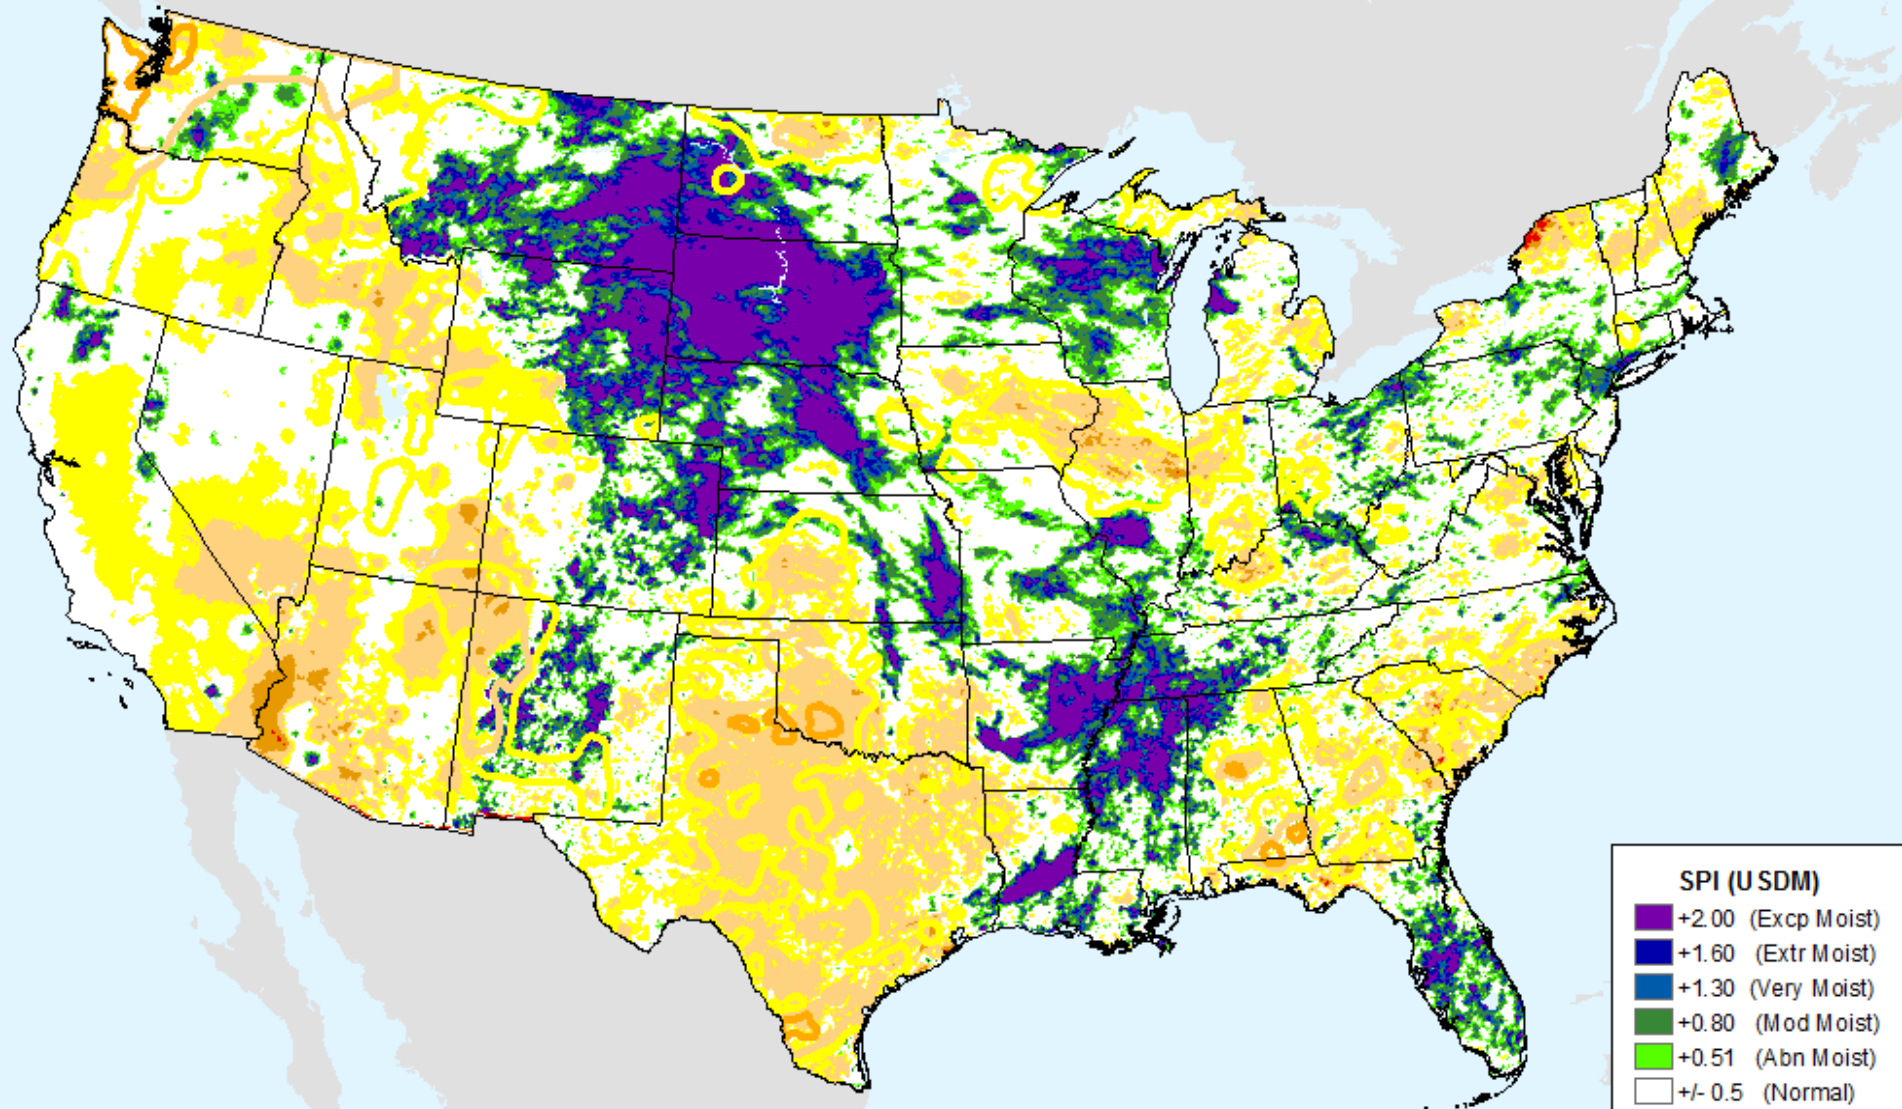 SPI (USDM)
+2.00 (Excp Moist)
+1.60 (Extr Moist)
+1.30 (Very Moist)
+0.80 (Mod Moist)
+0.51 (Abn Moist)
+/- 0.5 (Normal)